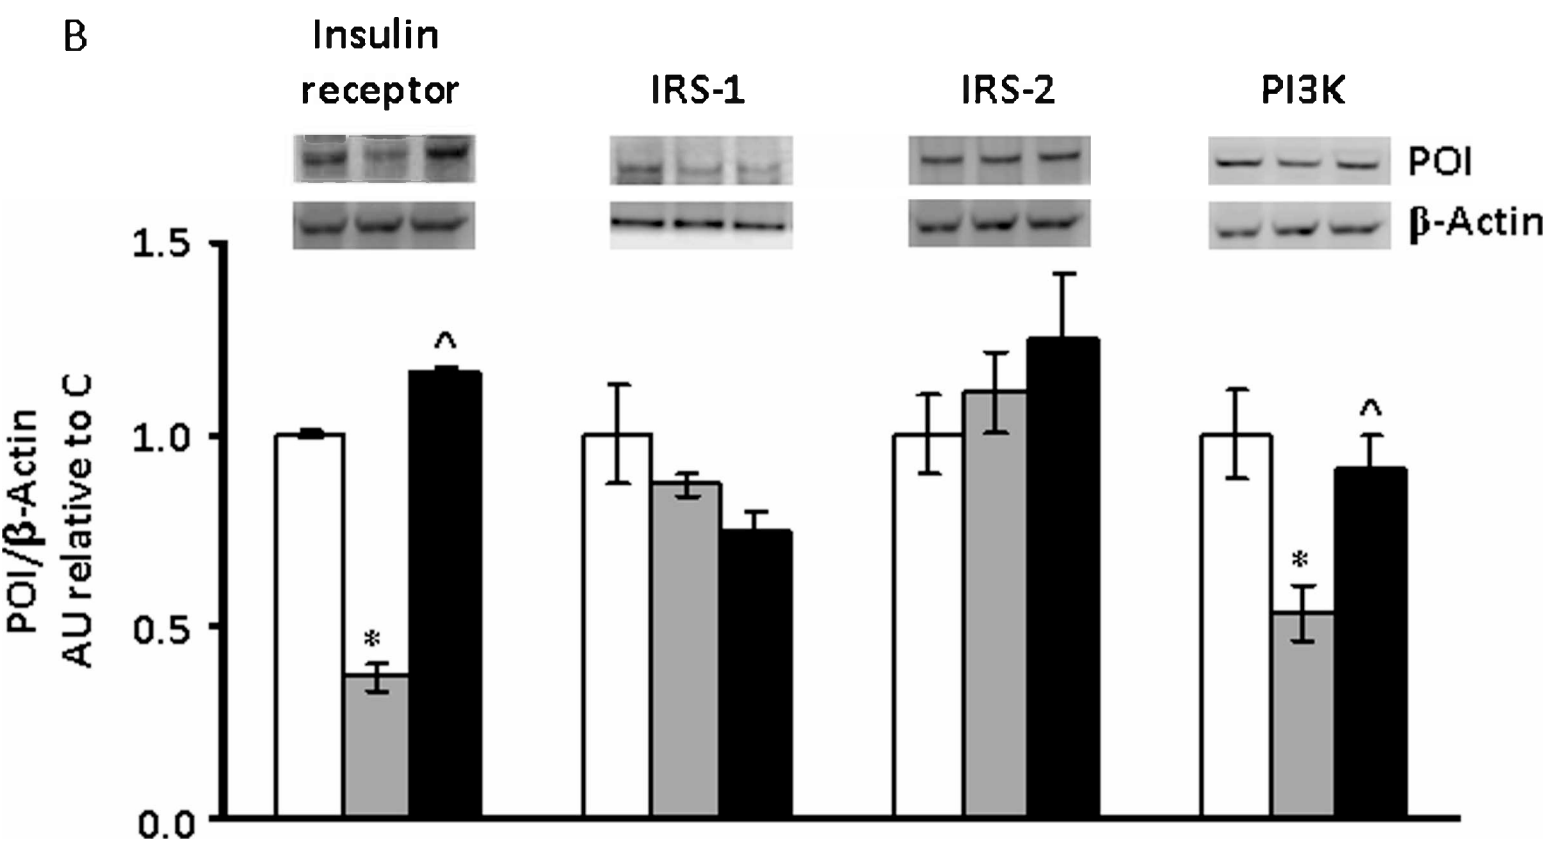 B
Insulin
receptor
IRS-1
IRS-2
PI3K
POI
β-Actin
1.5
1.0
0.5
0.0
POI/β-Actin
AU relative to C
*
^
*
^